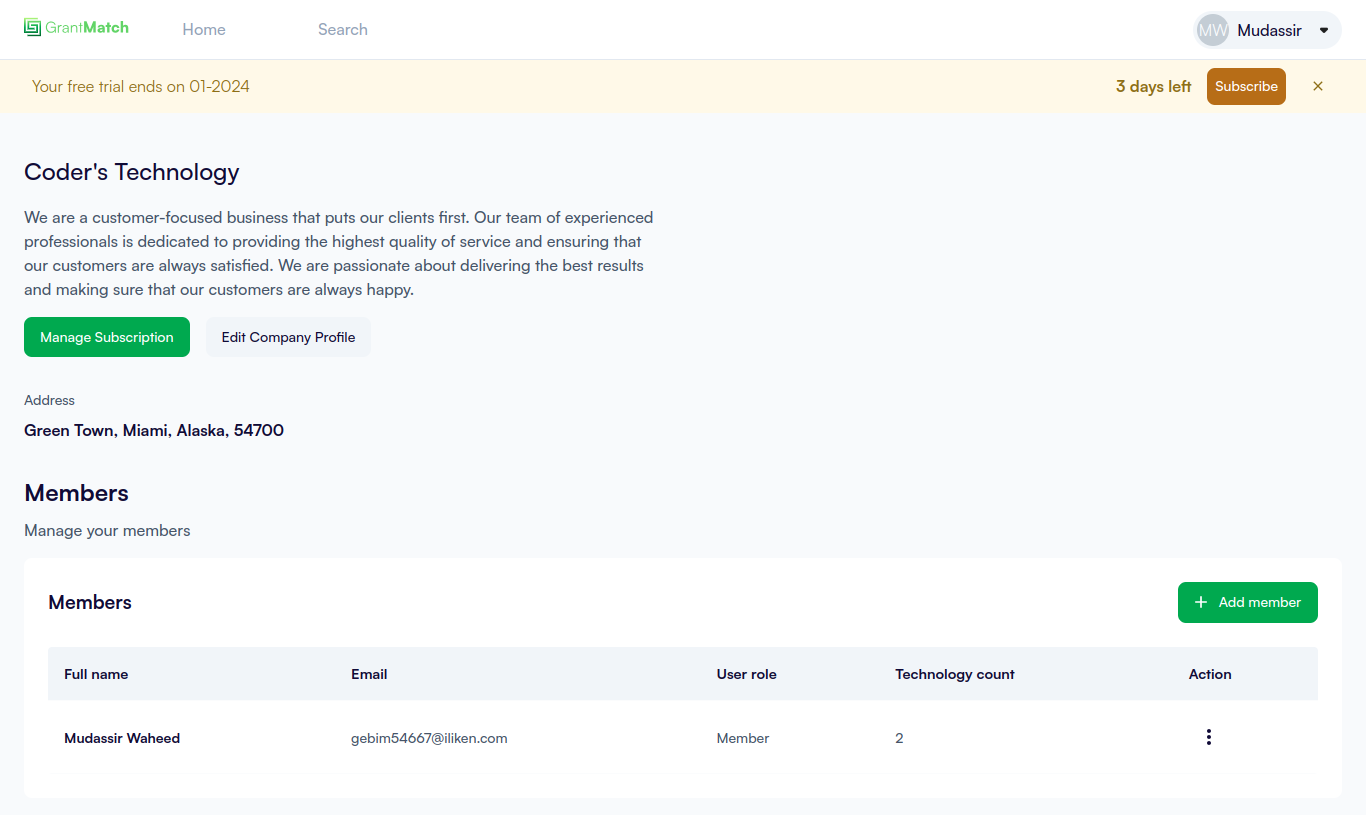 GrantMatch Home Search MW Mudassir
Your free trial ends on 01-2024 3 days left Subscribe
Coder's Technology
We are a customer-focused business that puts our clients first. Our team of experienced
professionals is dedicated to providing the highest quality of service and ensuring that
our customers are always satisfied. We are passionate about delivering the best results
and making sure that our customers are always happy.
Manage Subscription Edit Company Profile
Address
Green Town, Miami, Alaska, 54700
Members
Manage your members
Members + Add member
Full name Email User role Technology count Action
Mudassir Waheed gebim54667@iliken.com Member 2